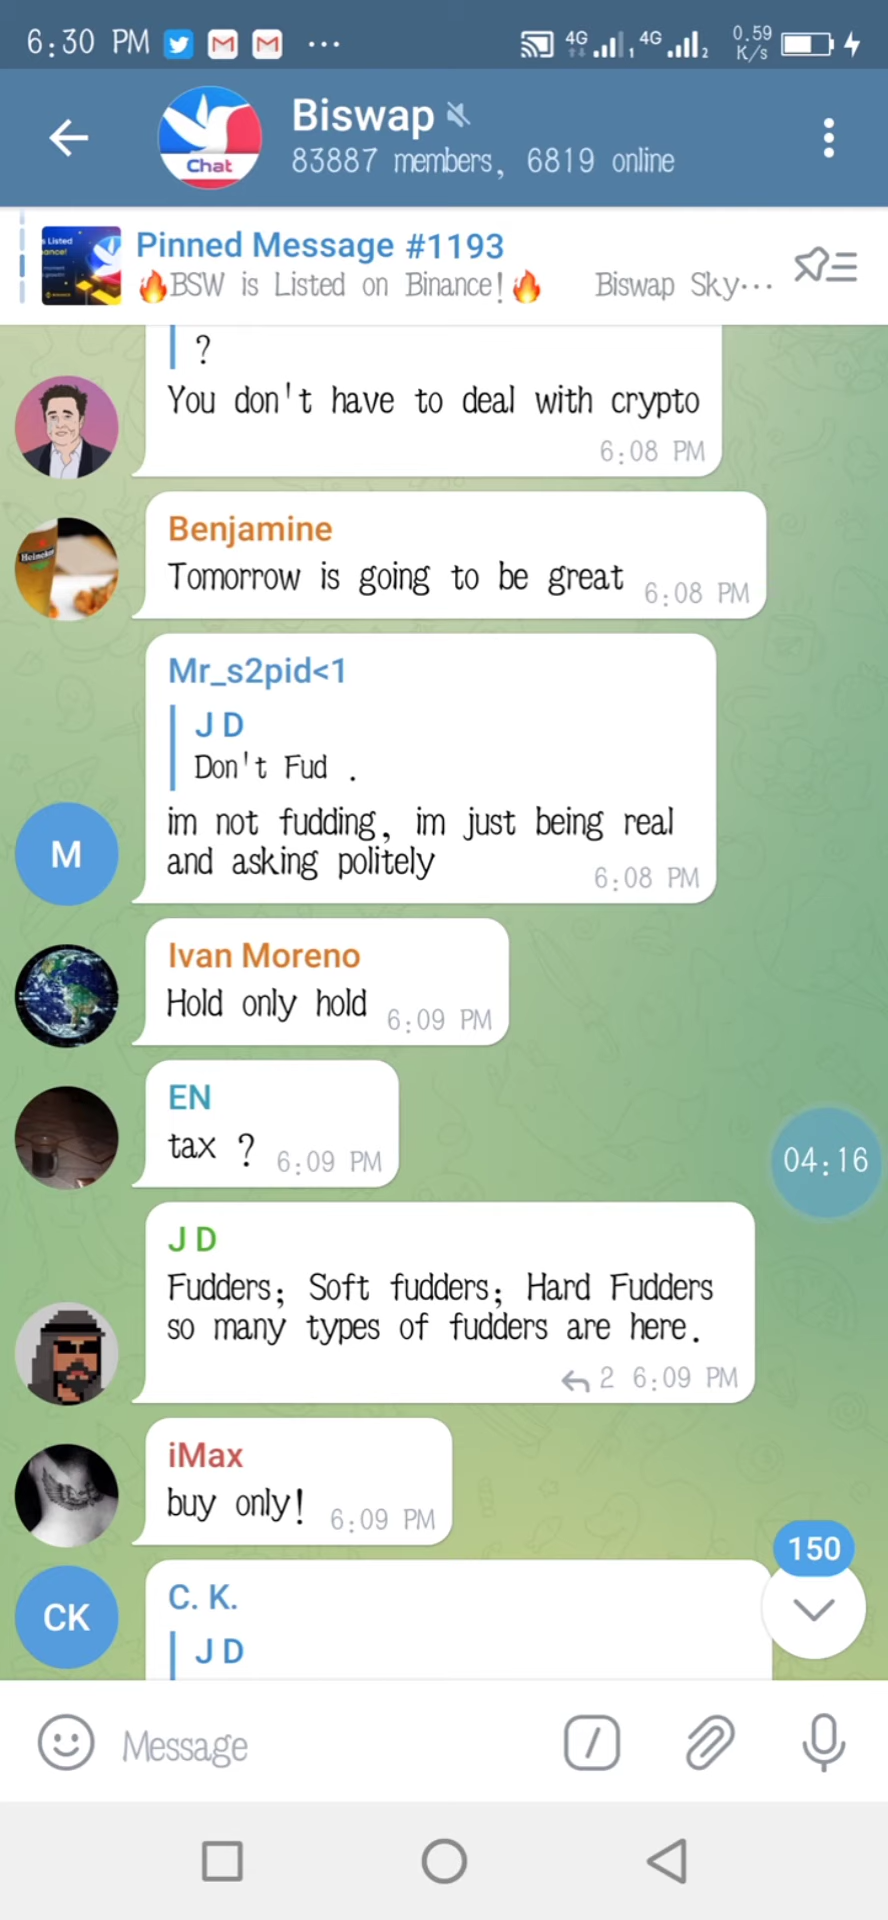 6:30 PM ... 4G 1 4G 2 0.59 K/s
Biswap
Chat
83887 members, 6819 online
Pinned Message #1193
🔥BSW is Listed on Binance!🔥 Biswap Sky...
?
You don't have to deal with crypto
6:08 PM
Benjamine
Tomorrow is going to be great 6:08 PM
Heineken
Mr_s2pid<1
J D
Don't Fud .
im not fudding, im just being real
and asking politely
6:08 PM
M
Ivan Moreno
Hold only hold 6:09 PM
EN
tax ? 6:09 PM
04:16
J D
Fudders; Soft fudders; Hard Fudders
so many types of fudders are here.
2 6:09 PM
iMax
buy only! 6:09 PM
150
C. K.
CK
J D
Message